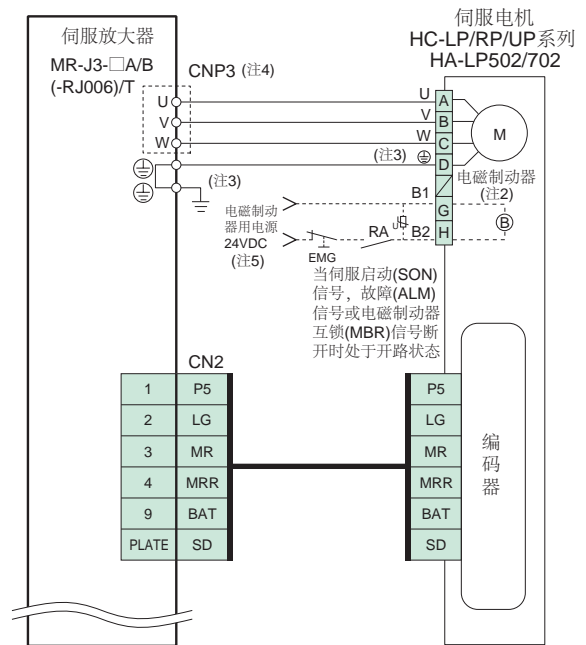 伺服放大器
MR-J3-□A/B
(-RJ006)/T
CNP3 (注4)
U
V
W
(注3)
伺服电机
HC-LP/RP/UP系列
HA-LP502/702
U
V
W
(注3)
A
B
C
D
G
H
M
电磁制动器
(注2)
B1
B2
B
电磁制动
器用电源
24VDC
(注5)
EMG
RA
U
当伺服启动(SON)
信号，故障(ALM)
信号或电磁制动器
互锁(MBR)信号断
开时处于开路状态
CN2
1 P5
2 LG
3 MR
4 MRR
9 BAT
PLATE SD
P5
LG
MR
MRR
BAT
SD
编码器